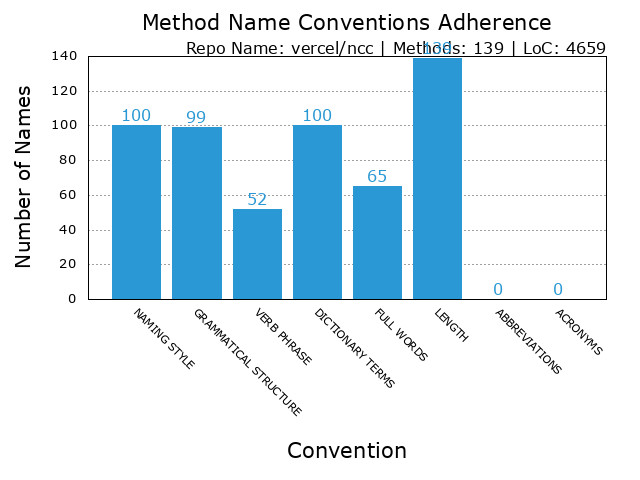 Method Name Conventions Adherence
Repo Name: vercel/ncc | Methods: 139 | LoC: 4659
Number of Names
140
120
100
80
60
40
20
0
100
99
52
100
65
139
0
0
NAMING STYLE
GRAMMATICAL STRUCTURE
VERB PHRASE
DICTIONARY TERMS
FULL WORDS
LENGTH
ABBREVIATIONS
ACRONYMS
Convention